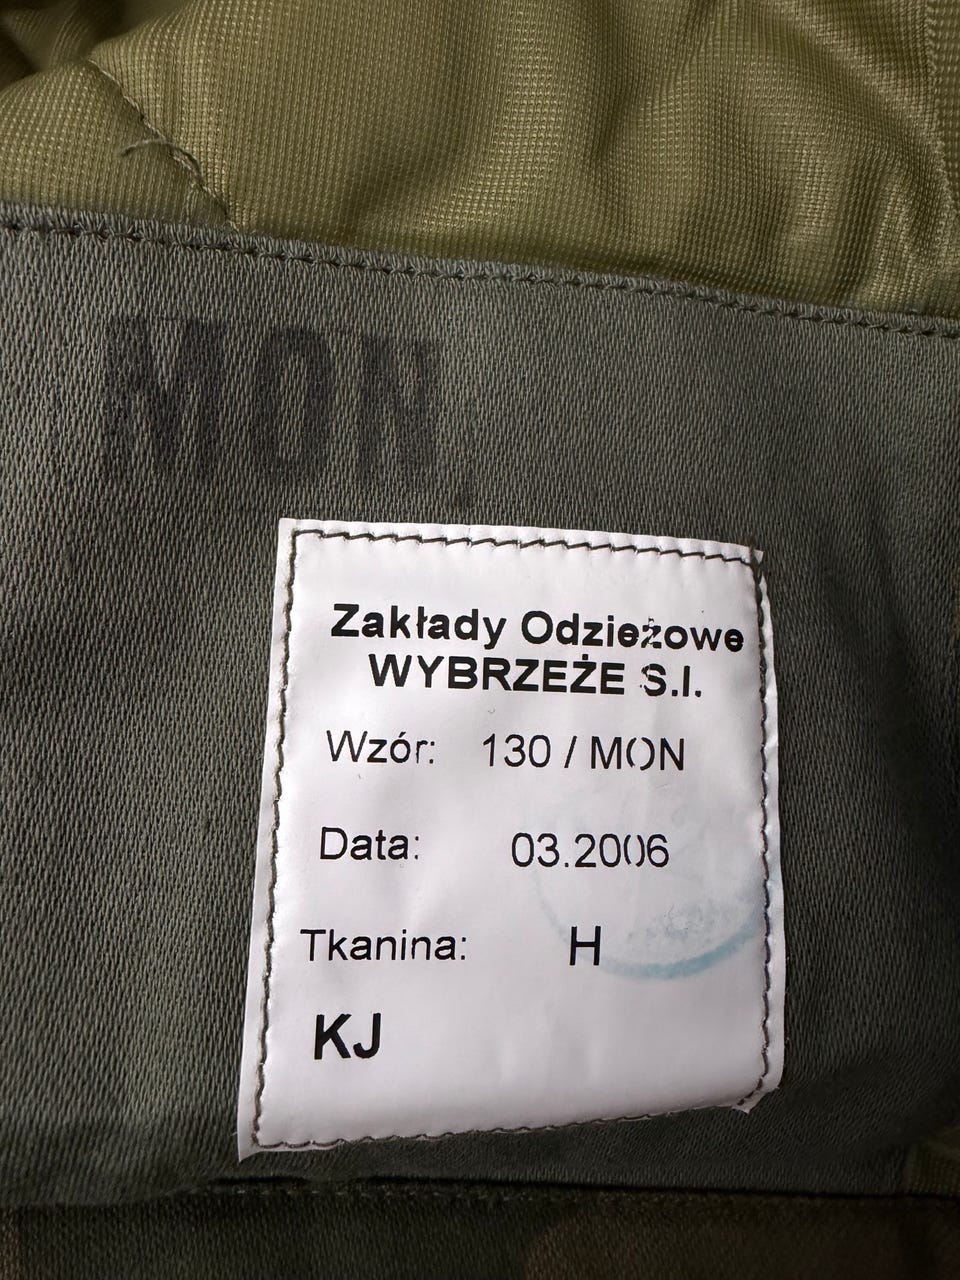 MON
Zakłady Odzieżowe
WYBRZEŻE S.I.
Wzór: 130 / MON
Data: 03.2006
Tkanina: H
KJ